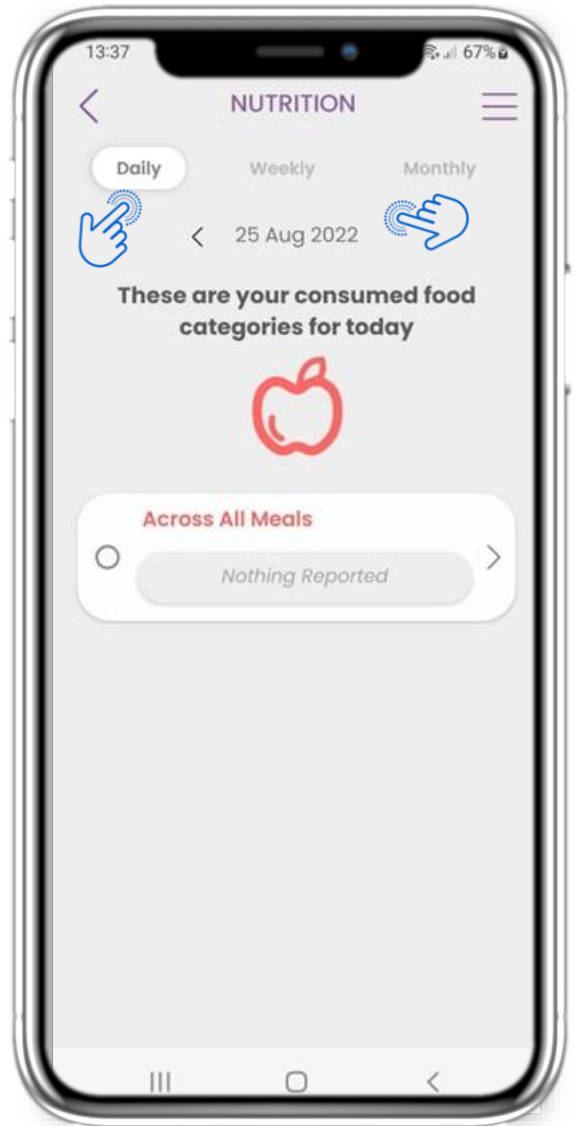 13:37 67%
NUTRITION
Daily Weekly Monthly
25 Aug 2022
These are your consumed food
categories for today
Across All Meals
Nothing Reported